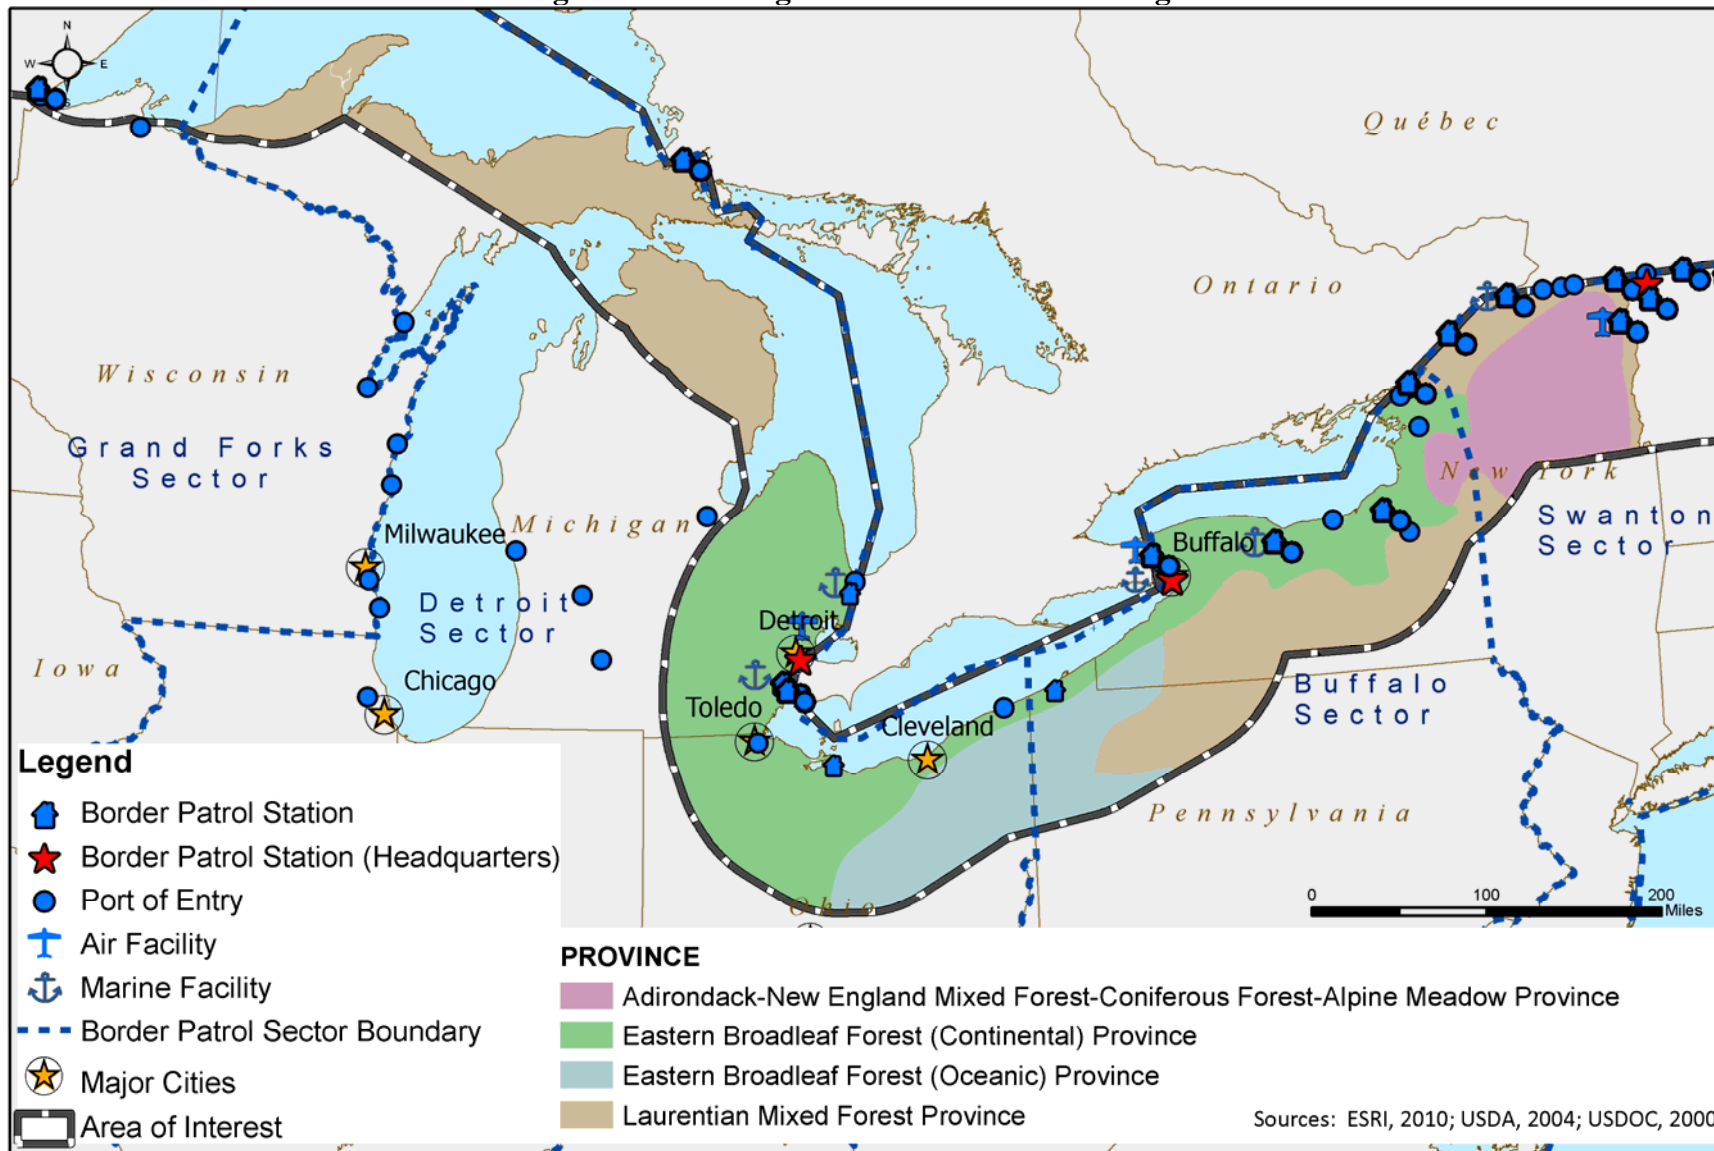 N
W
E
S
Québec
Ontario
Wisconsin
Grand Forks
Sector
Milwaukee
Michigan
New York
Swanton
Sector
Buffalo
Detroit
Sector
Detroit
Iowa
Chicago
Toledo
Cleveland
Buffalo
Sector
Pennsylvania
Ohio
0 100 200
Miles
Legend
Border Patrol Station
Border Patrol Station (Headquarters)
Port of Entry
Air Facility
Marine Facility
Border Patrol Sector Boundary
Major Cities
Area of Interest
PROVINCE
Adirondack-New England Mixed Forest-Coniferous Forest-Alpine Meadow Province
Eastern Broadleaf Forest (Continental) Province
Eastern Broadleaf Forest (Oceanic) Province
Laurentian Mixed Forest Province
Sources: ESRI, 2010; USDA, 2004; USDOC, 2000